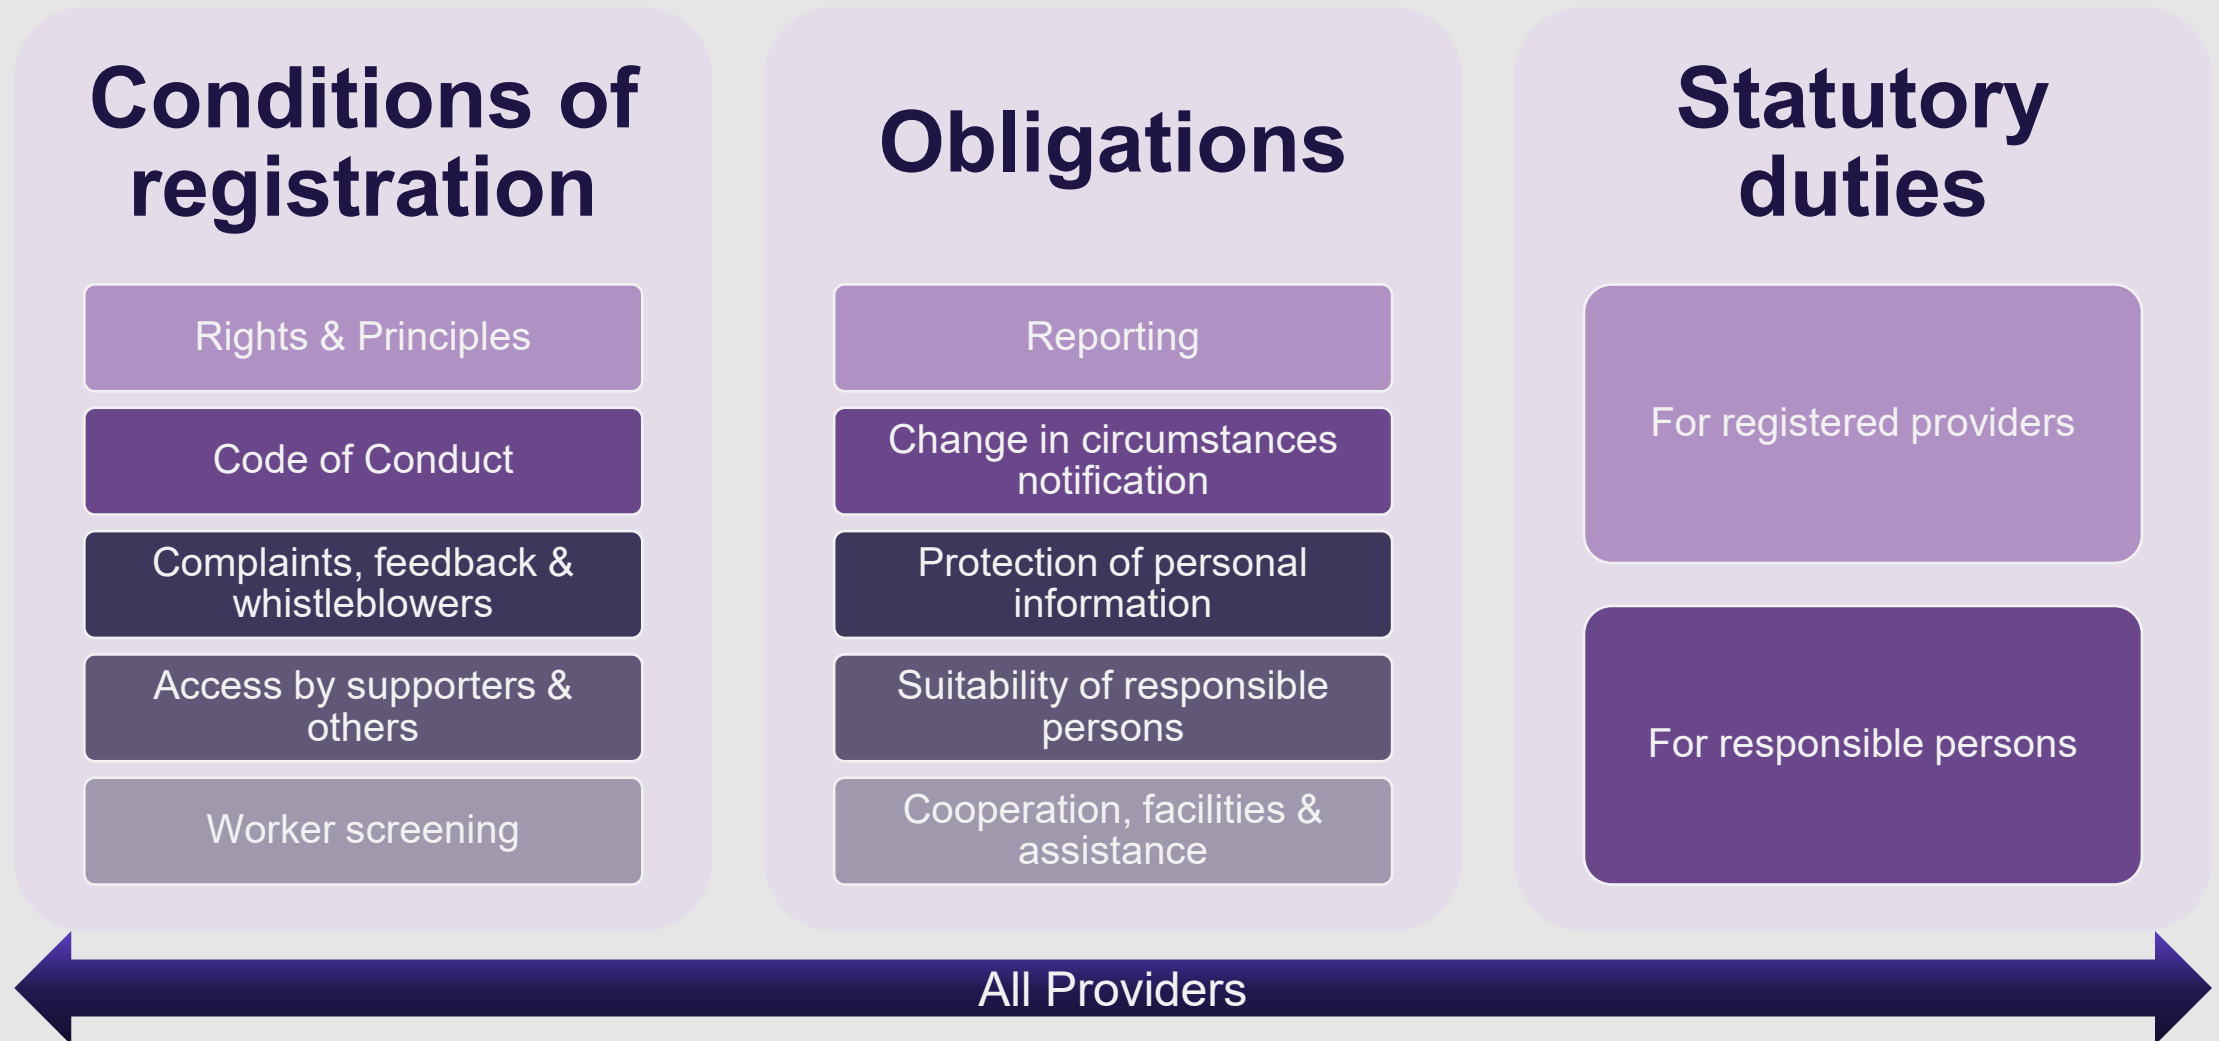 Conditions of
registration
Rights & Principles
Code of Conduct
Complaints, feedback &
whistleblowers
Access by supporters &
others
Worker screening
Obligations
Reporting
Change in circumstances
notification
Protection of personal
information
Suitability of responsible
persons
Cooperation, facilities &
assistance
Statutory
duties
For registered providers
For responsible persons
All Providers